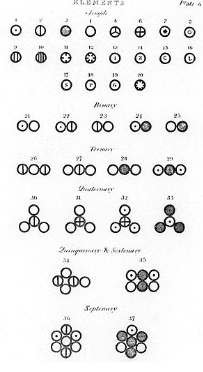 ELEMENTS
Plate 4
Simple
1 2 3 4 5 6 7 8
9 10 11 12 13 14 15 16
I Z C L
17 18 19 20
S P G
Binary
21 22 23 24 25
Ternary
26 27 28 29
Quaternary
30 31 32 33
Quinquenary & Sextenary
34 35
Septenary
36 37